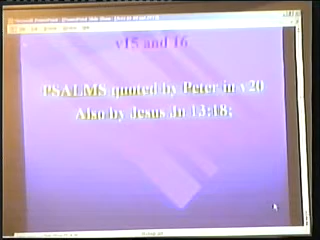 v15 and 16
PSALMS quoted by Peter in v20
Also by Jesus Jn 13:18;